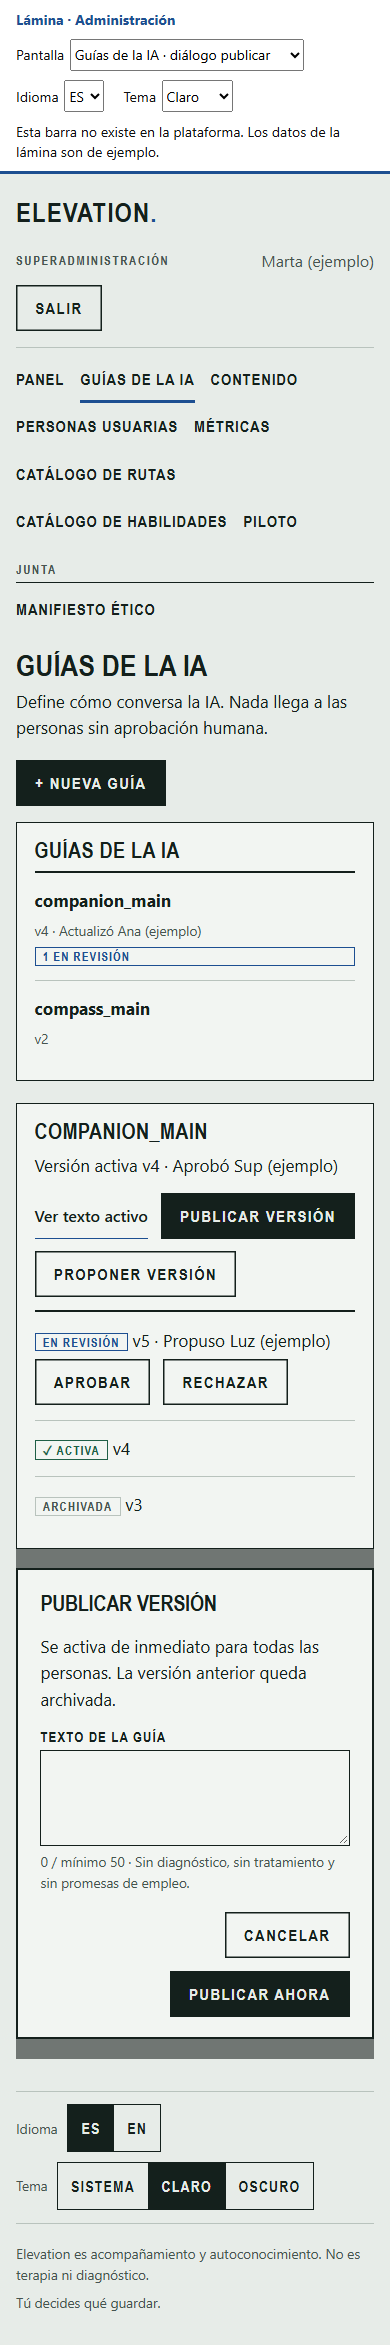 Lámina · Administración
Pantalla Guías de la IA · diálogo publicar
Idioma ES Tema Claro
Esta barra no existe en la plataforma. Los datos de la
lámina son de ejemplo.
ELEVATION.
SUPERADMINISTRACIÓN Marta (ejemplo)
SALIR
PANEL GUÍAS DE LA IA CONTENIDO
PERSONAS USUARIAS MÉTRICAS
CATÁLOGO DE RUTAS
CATÁLOGO DE HABILIDADES PILOTO
JUNTA
MANIFIESTO ÉTICO
GUÍAS DE LA IA
Define cómo conversa la IA. Nada llega a las
personas sin aprobación humana.
+ NUEVA GUÍA
GUÍAS DE LA IA
companion_main
v4 · Actualizó Ana (ejemplo)
1 EN REVISIÓN
compass_main
v2
COMPANION_MAIN
Versión activa v4 · Aprobó Sup (ejemplo)
Ver texto activo PUBLICAR VERSIÓN
PROPONER VERSIÓN
EN REVISIÓN v5 · Propuso Luz (ejemplo)
APROBAR RECHAZAR
✓ ACTIVA v4
ARCHIVADA v3
PUBLICAR VERSIÓN
Se activa de inmediato para todas las
personas. La versión anterior queda
archivada.
TEXTO DE LA GUÍA
0 / mínimo 50 · Sin diagnóstico, sin tratamiento y
sin promesas de empleo.
CANCELAR
PUBLICAR AHORA
Idioma ES EN
Tema SISTEMA CLARO OSCURO
Elevation es acompañamiento y autoconocimiento. No es
terapia ni diagnóstico.
Tú decides qué guardar.